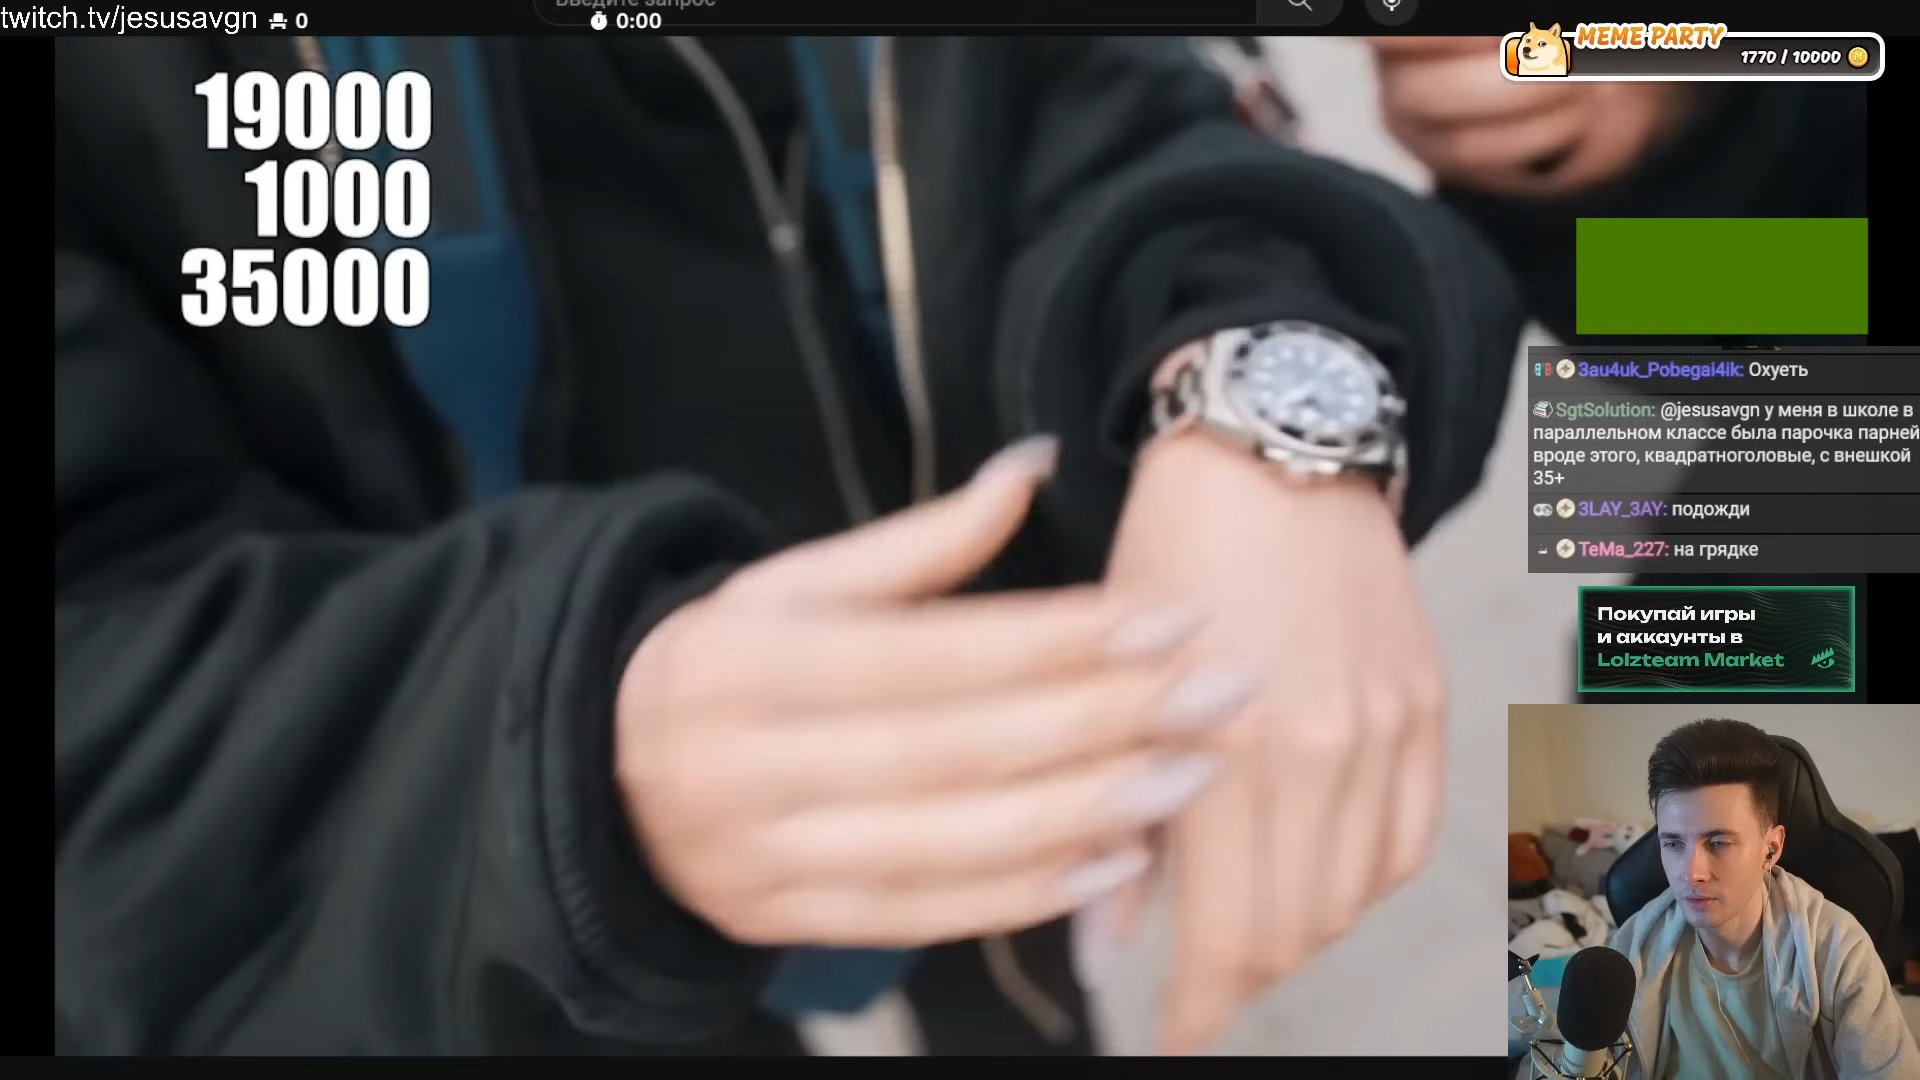 twitch.tv/jesusavgn 0
0:00
Введите запрос
MEME PARTY
1770 / 10000
19000
1000
35000
3au4uk_Pobegai4ik: Охуеть
SgtSolution: @jesusavgn у меня в школе в
параллельном классе была парочка парней
вроде этого, квадратноголовые, с внешкой
35+
3LAY_3AY: подожди
TeMa_227: на грядке
Покупай игры
и аккаунты в
Lolzteam Market